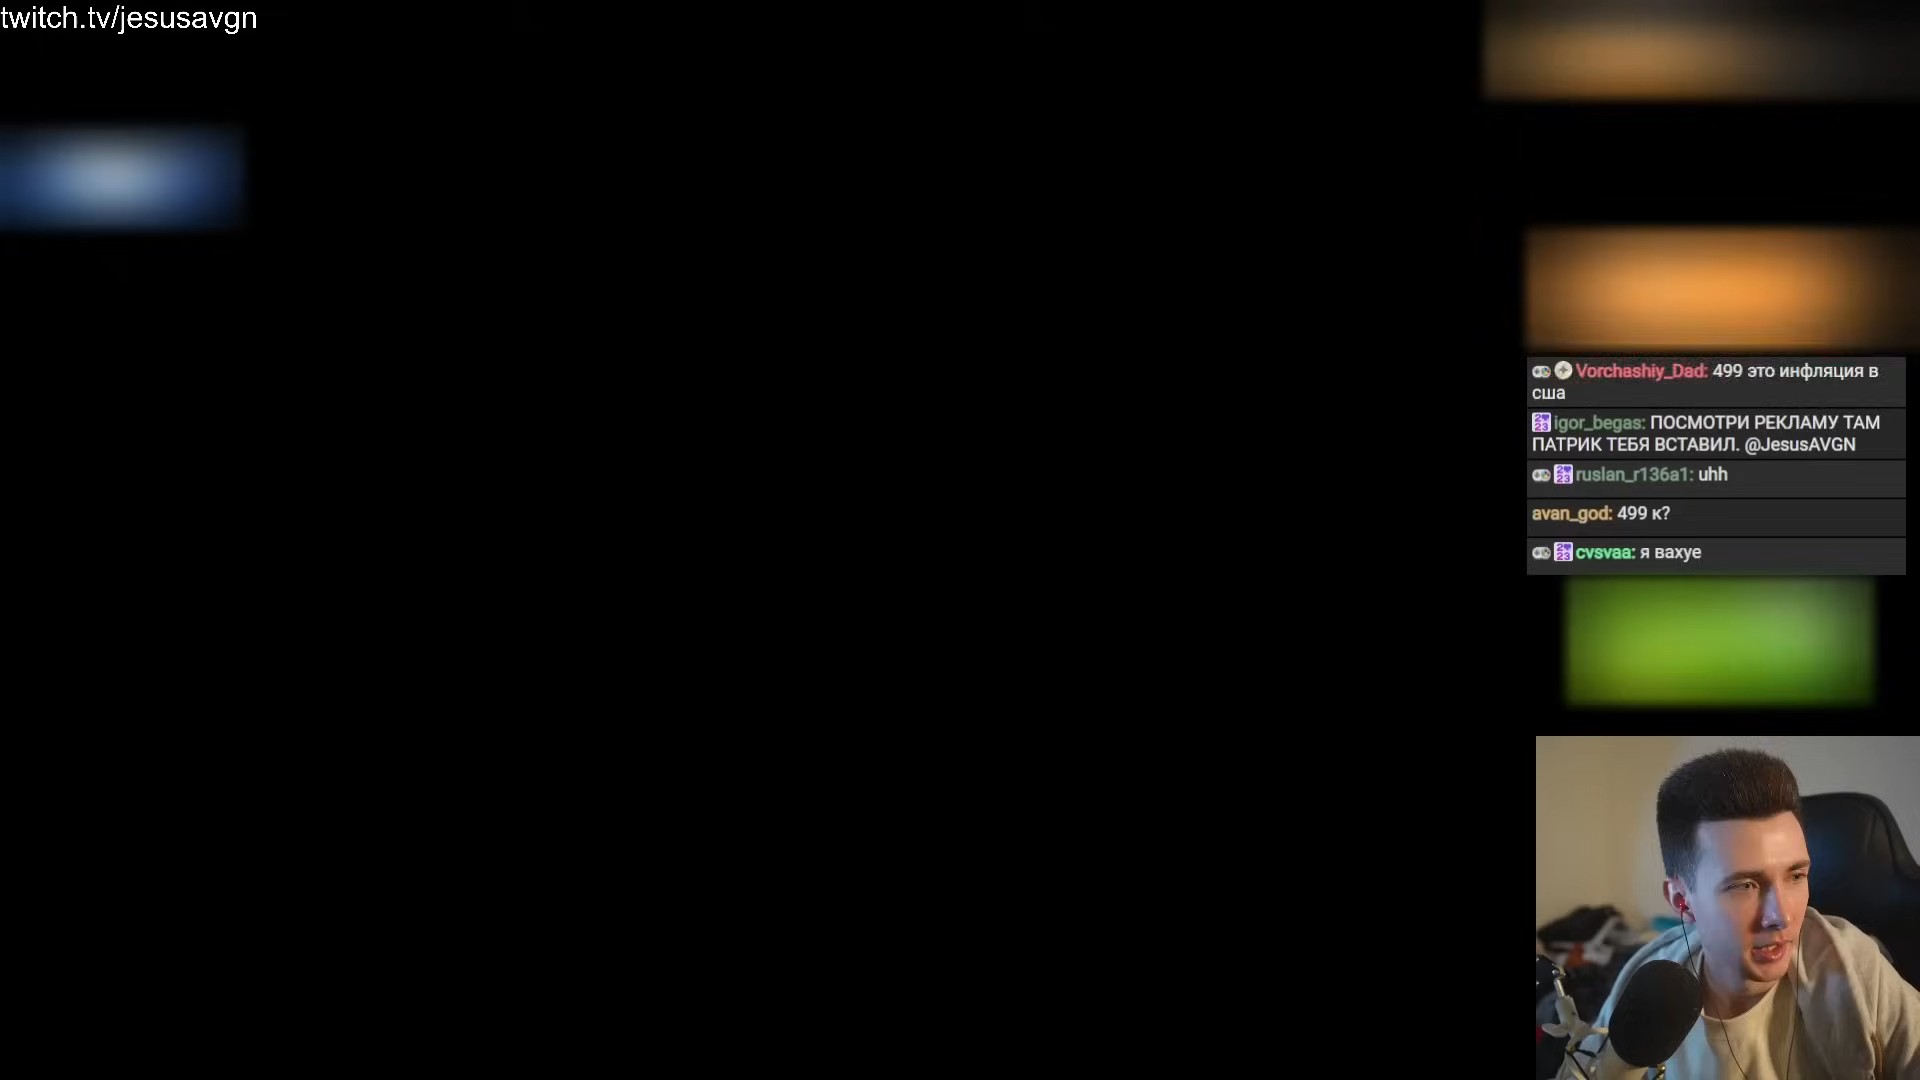 twitch.tv/jesusavgn
Vorchashiy_Dad: 499 это инфляция в
сша
igor_begas: ПОСМОТРИ РЕКЛАМУ ТАМ
ПАТРИК ТЕБЯ ВСТАВИЛ. @JesusAVGN
ruslan_r136a1: uhh
avan_god: 499 к?
cvsvaa: я вахуе